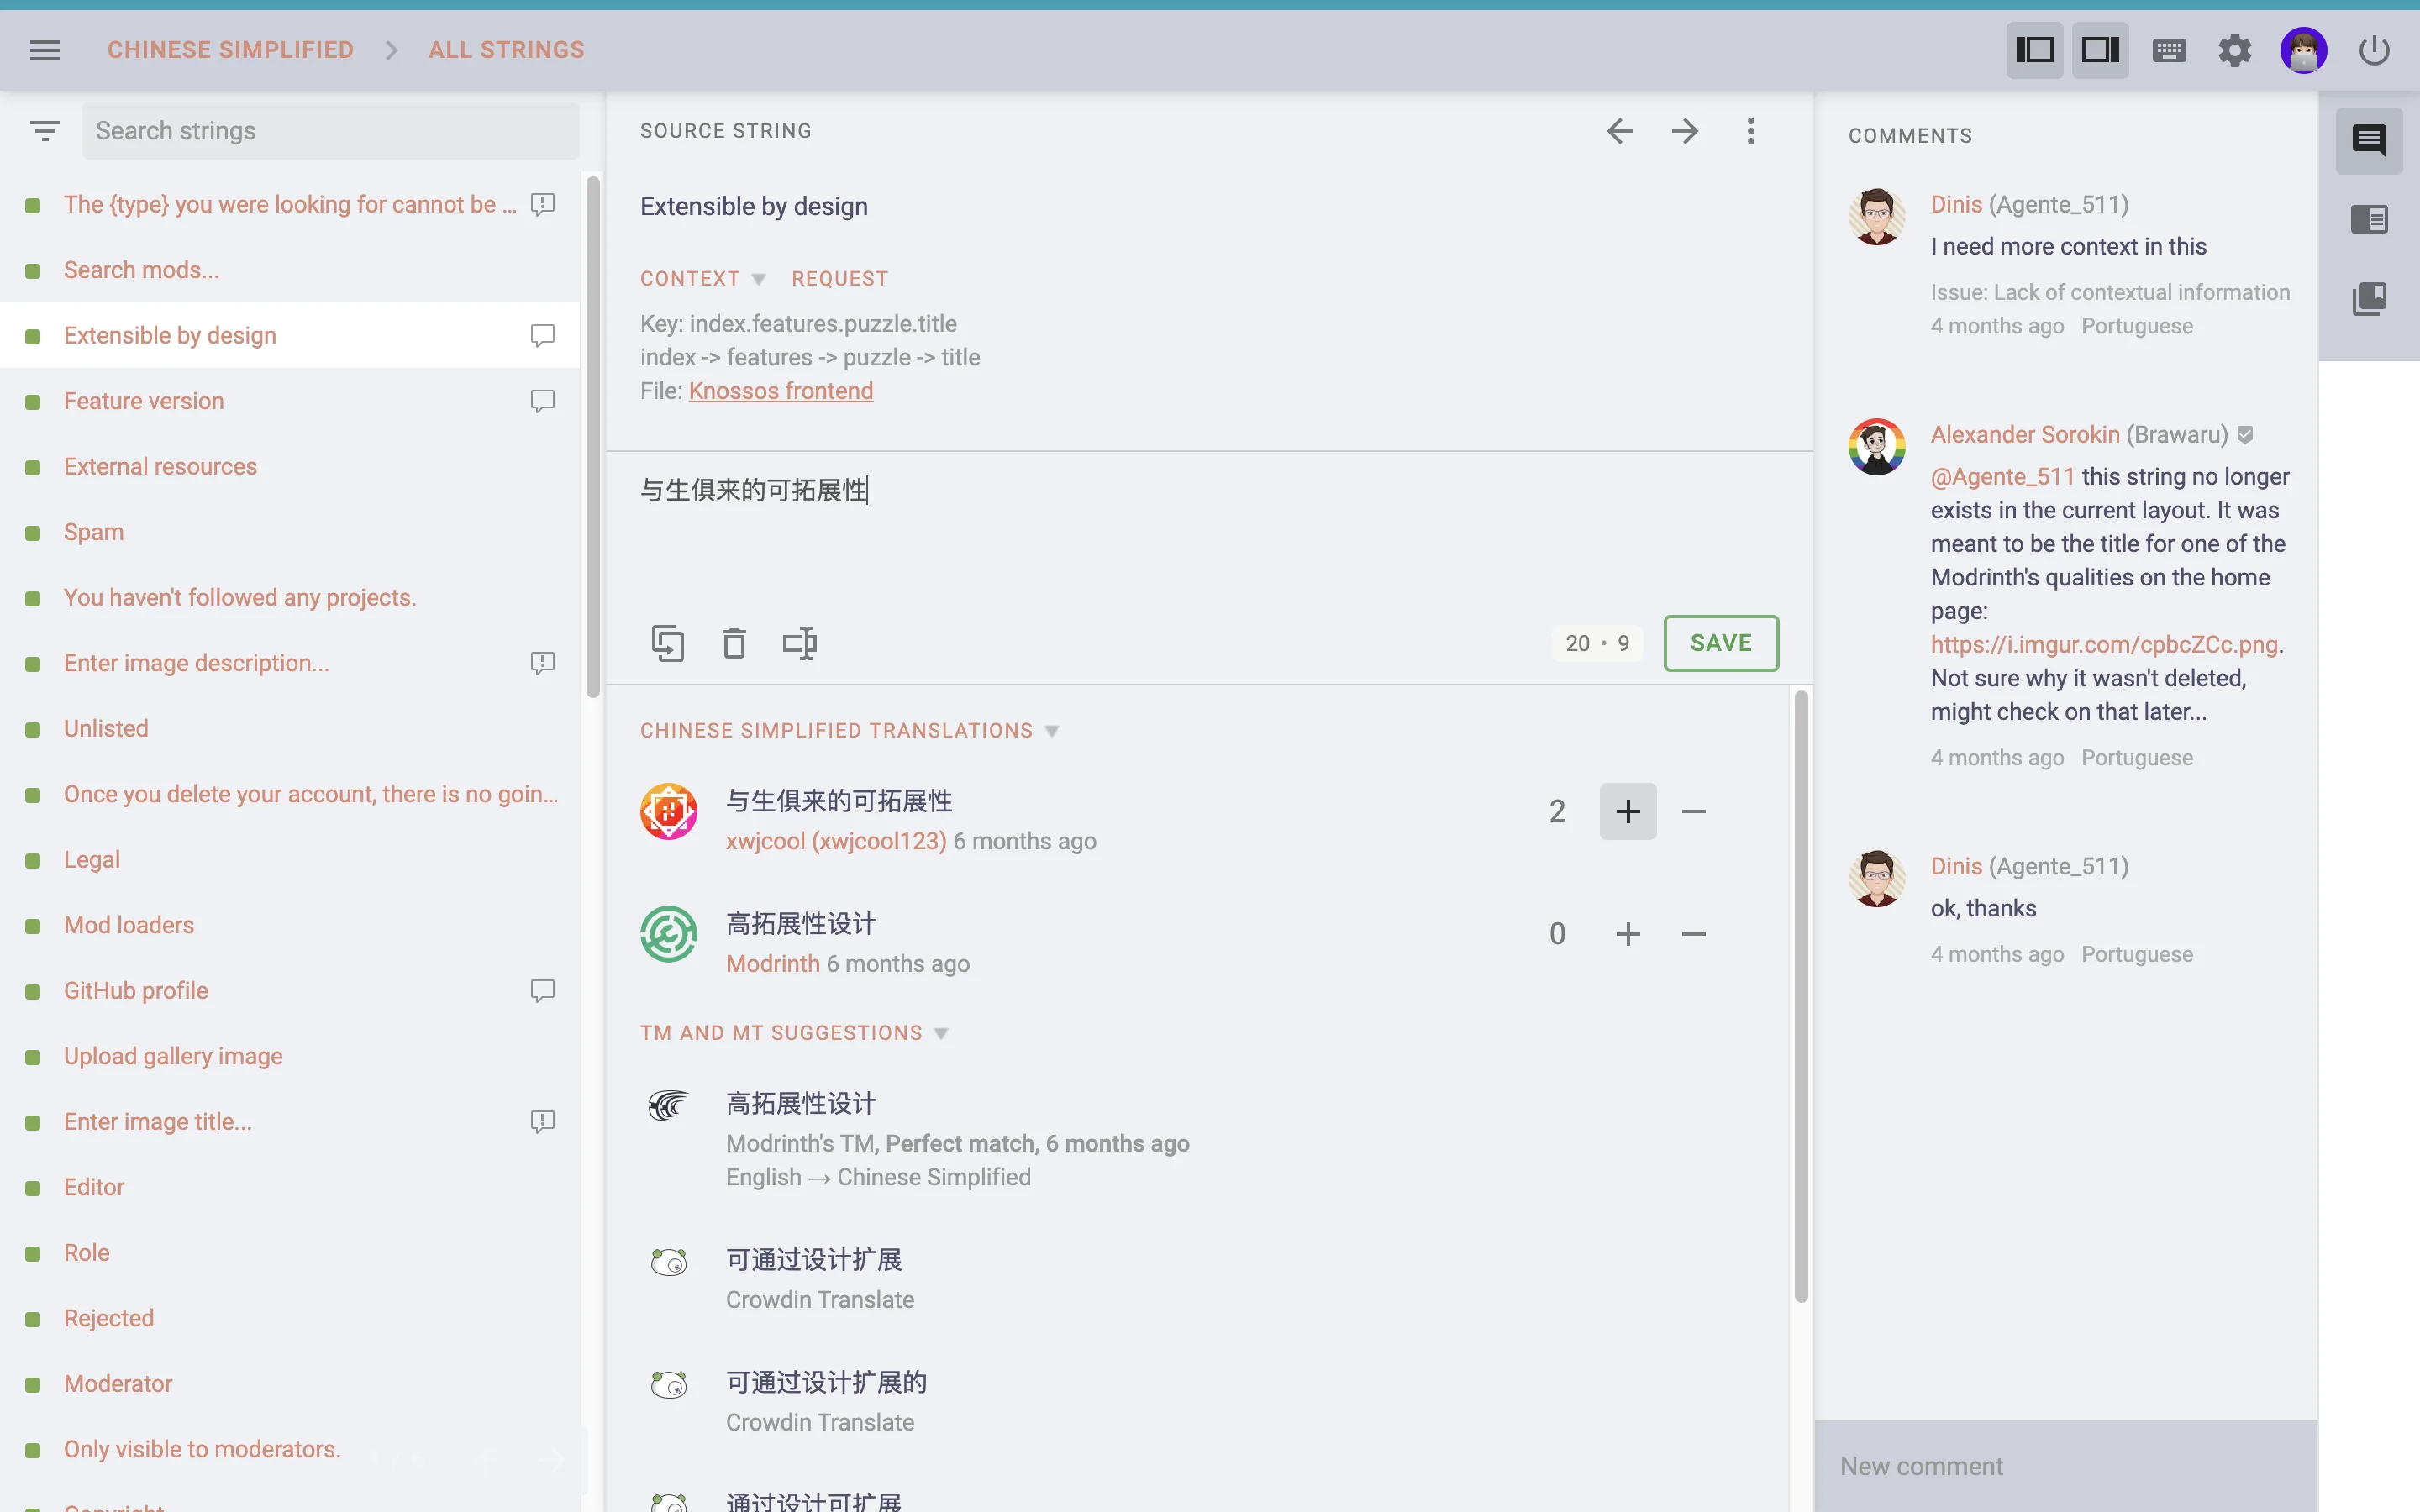 CHINESE SIMPLIFIED
ALL STRINGS
Search strings
The {type} you were looking for cannot be ...
Search mods...
Extensible by design
Feature version
External resources
Spam
You haven't followed any projects.
Enter image description...
Unlisted
Once you delete your account, there is no goin...
Legal
Mod loaders
GitHub profile
Upload gallery image
Enter image title...
Editor
Role
Rejected
Moderator
Only visible to moderators.
SOURCE STRING
Extensible by design
CONTEXT REQUEST
Key: index.features.puzzle.title
index -> features -> puzzle -> title
File: Knossos frontend
与生俱来的可拓展性
20 • 9
SAVE
CHINESE SIMPLIFIED TRANSLATIONS
与生俱来的可拓展性
xwjcool (xwjcool123) 6 months ago
2
高拓展性设计
Modrinth 6 months ago
0
TM AND MT SUGGESTIONS
高拓展性设计
Modrinth's TM, Perfect match, 6 months ago
English → Chinese Simplified
可通过设计扩展
Crowdin Translate
可通过设计扩展的
Crowdin Translate
通过设计可扩展
COMMENTS
Dinis (Agente_511)
I need more context in this
Issue: Lack of contextual information
4 months ago Portuguese
Alexander Sorokin (Brawaru)
@Agente_511 this string no longer
exists in the current layout. It was
meant to be the title for one of the
Modrinth's qualities on the home
page:
https://i.imgur.com/cpbcZCc.png.
Not sure why it wasn't deleted,
might check on that later...
4 months ago Portuguese
Dinis (Agente_511)
ok, thanks
4 months ago Portuguese
New comment